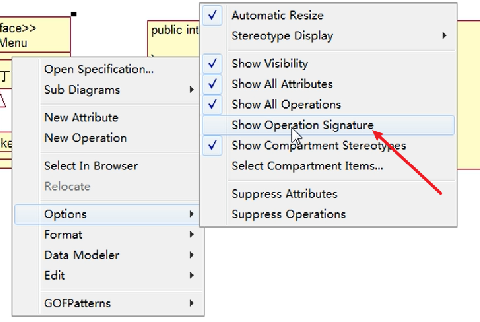 face>>
Menu
public int
Automatic Resize
Stereotype Display
Show Visibility
Show All Attributes
Show All Operations
Show Operation Signature
Show Compartment Stereotypes
Select Compartment Items...
Suppress Attributes
Suppress Operations
Open Specification...
Sub Diagrams
New Attribute
New Operation
Select In Browser
Relocate
Options
Format
Data Modeler
Edit
GOFPatterns
ke